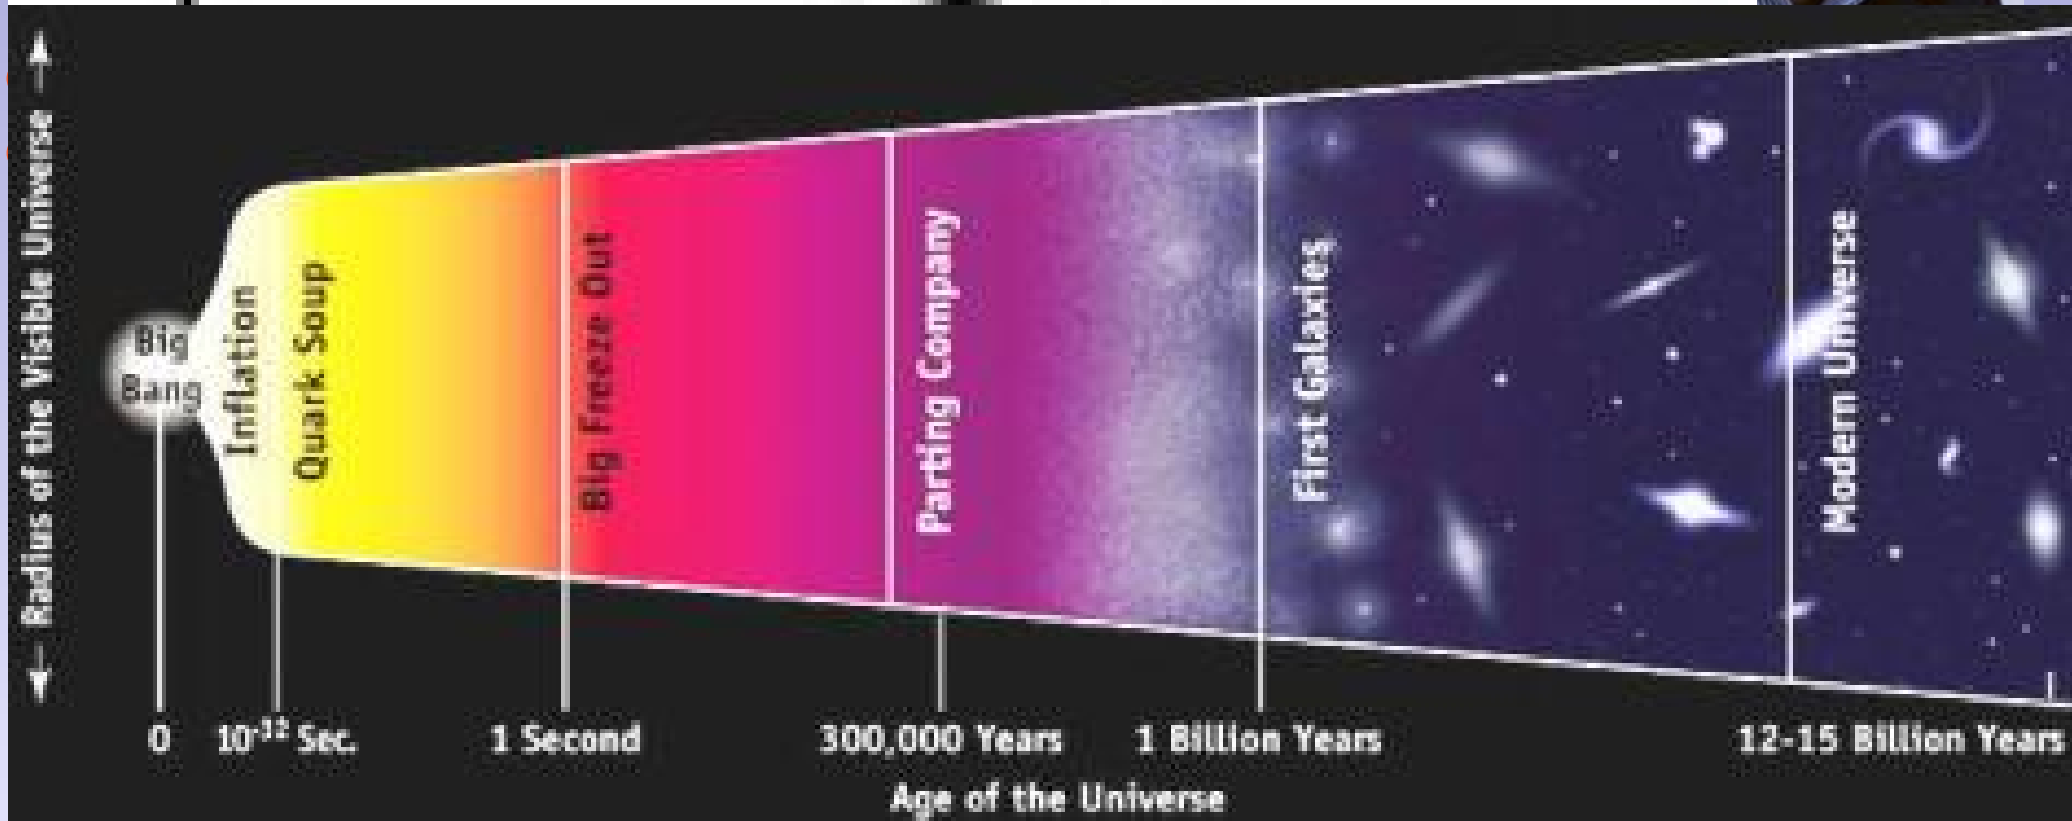 Radius of the Visible Universe
Big
Bang
Inflation
Quark Soup
Big Freeze Out
Parting Company
First Galaxies
Modern Universe
0
10⁻³² Sec.
1 Second
300,000 Years
1 Billion Years
12-15 Billion Years
Age of the Universe